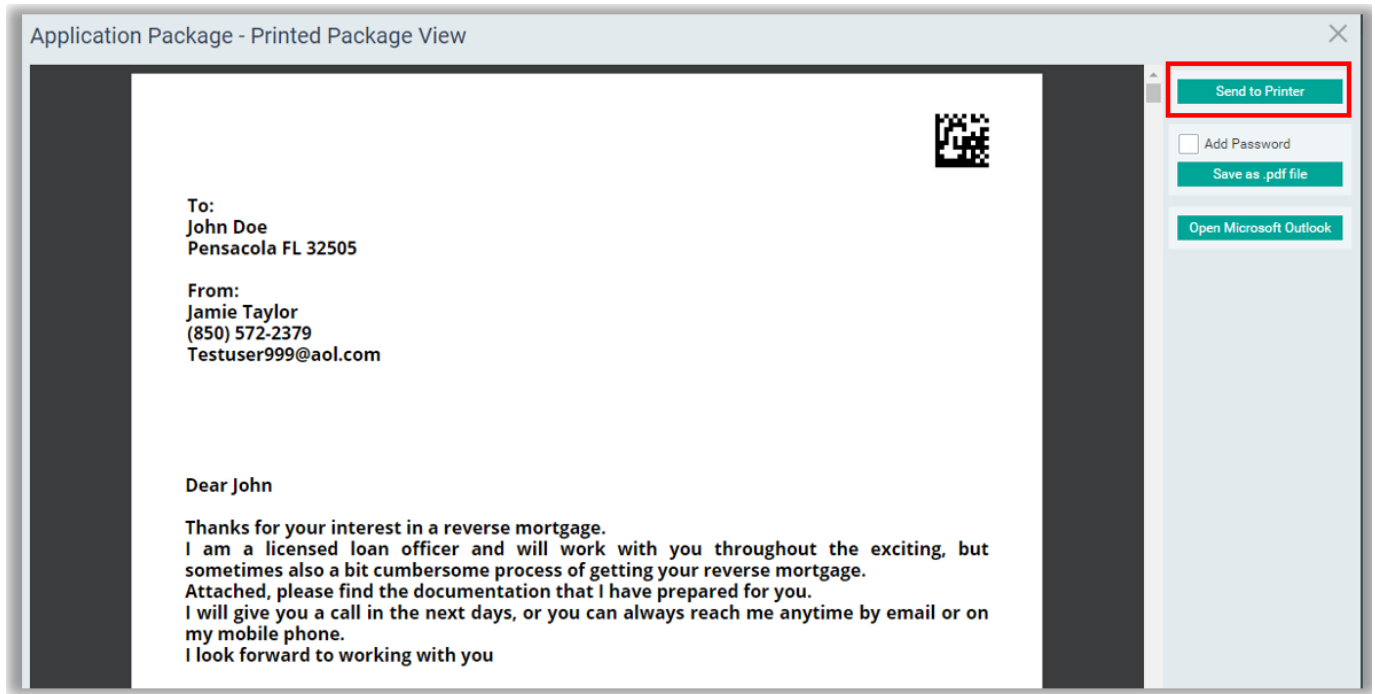 Application Package - Printed Package View
Send to Printer
Add Password
Save as .pdf file
Open Microsoft Outlook
To:
John Doe
Pensacola FL 32505
From:
Jamie Taylor
(850) 572-2379
Testuser999@aol.com
Dear John
Thanks for your interest in a reverse mortgage.
I am a licensed loan officer and will work with you throughout the exciting, but
sometimes also a bit cumbersome process of getting your reverse mortgage.
Attached, please find the documentation that I have prepared for you.
I will give you a call in the next days, or you can always reach me anytime by email or on
my mobile phone.
I look forward to working with you